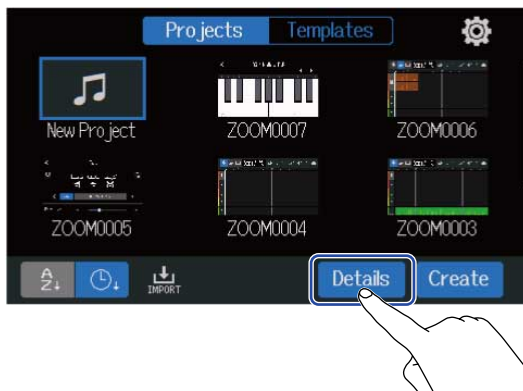 Projects Templates
New Project ZOOM0007 ZOOM0006
ZOOM0005 ZOOM0004 ZOOM0003
A
Z
IMPORT
Details Create